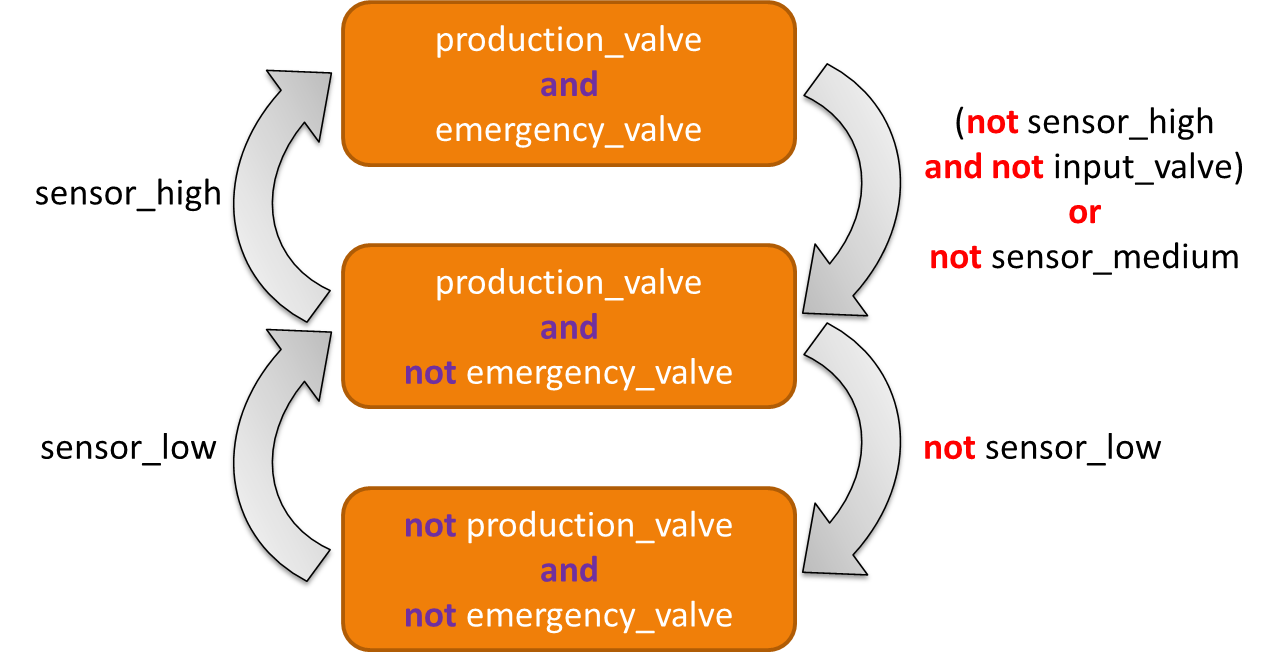 production_valve
and
emergency_valve
(not sensor_high
and not input_valve)
or
not sensor_medium
sensor_high
production_valve
and
not emergency_valve
sensor_low
not sensor_low
not production_valve
and
not emergency_valve